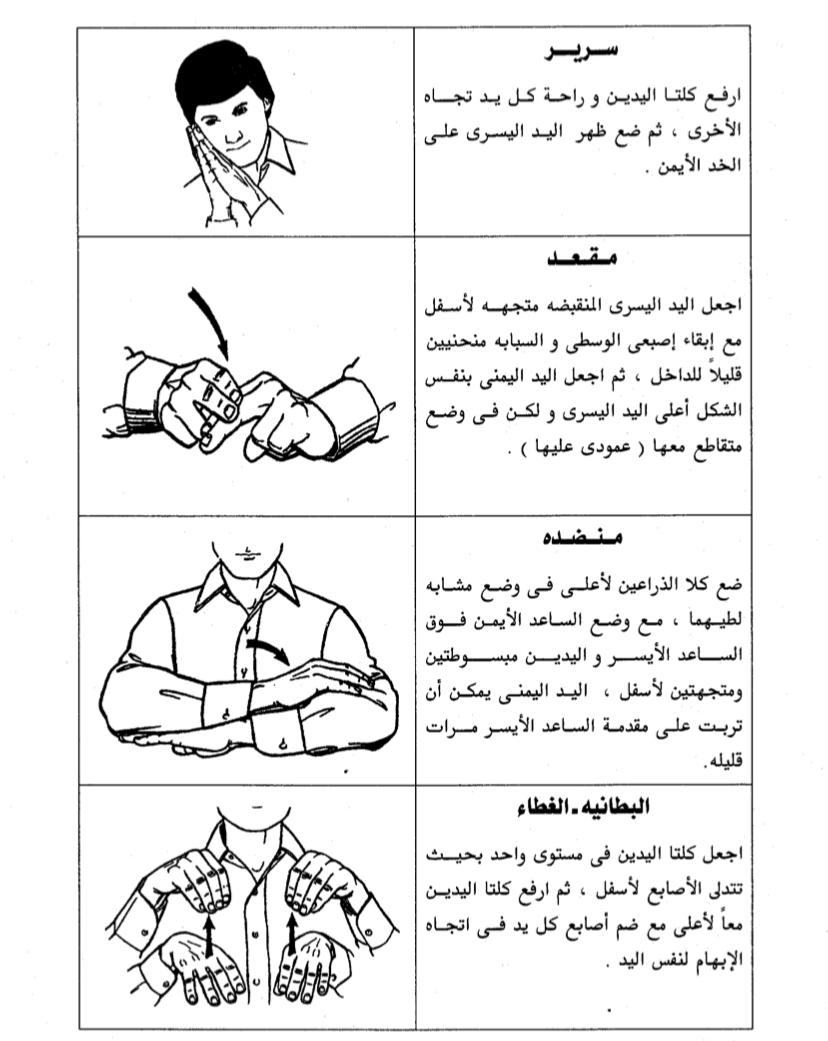 سرير
ارفع كلتا اليدين و راحة كل يد تجاه
الأخرى ، ثم ضع ظهر اليد اليسرى على
الخد الأيمن .
مقعد
اجعل اليد اليسرى المنقبضه متجهه لأسفل
مع إبقاء إصبعى الوسطى و السبابه منحنيين
قليلاً للداخل ، ثم اجعل اليد اليمنى بنفس
الشكل أعلى اليد اليسرى و لكن فى وضع
متقاطع معها ( عمودى عليها ) .
منضده
ضع كلا الذراعين لأعلى فى وضع مشابه
لطيهما ، مع وضع الساعد الأيمن فوق
الساعد الأيسر و اليدين مبسوطتين
ومتجهتين لأسفل ، اليد اليمنى يمكن أن
تربت على مقدمة الساعد الأيسر مرات
قليله.
البطانيه - الغطاء
اجعل كلتا اليدين فى مستوى واحد بحيث
تتدلى الأصابع لأسفل ، ثم ارفع كلتا اليدين
معاً لأعلى مع ضم أصابع كل يد فى اتجاه
الإبهام لنفس اليد .